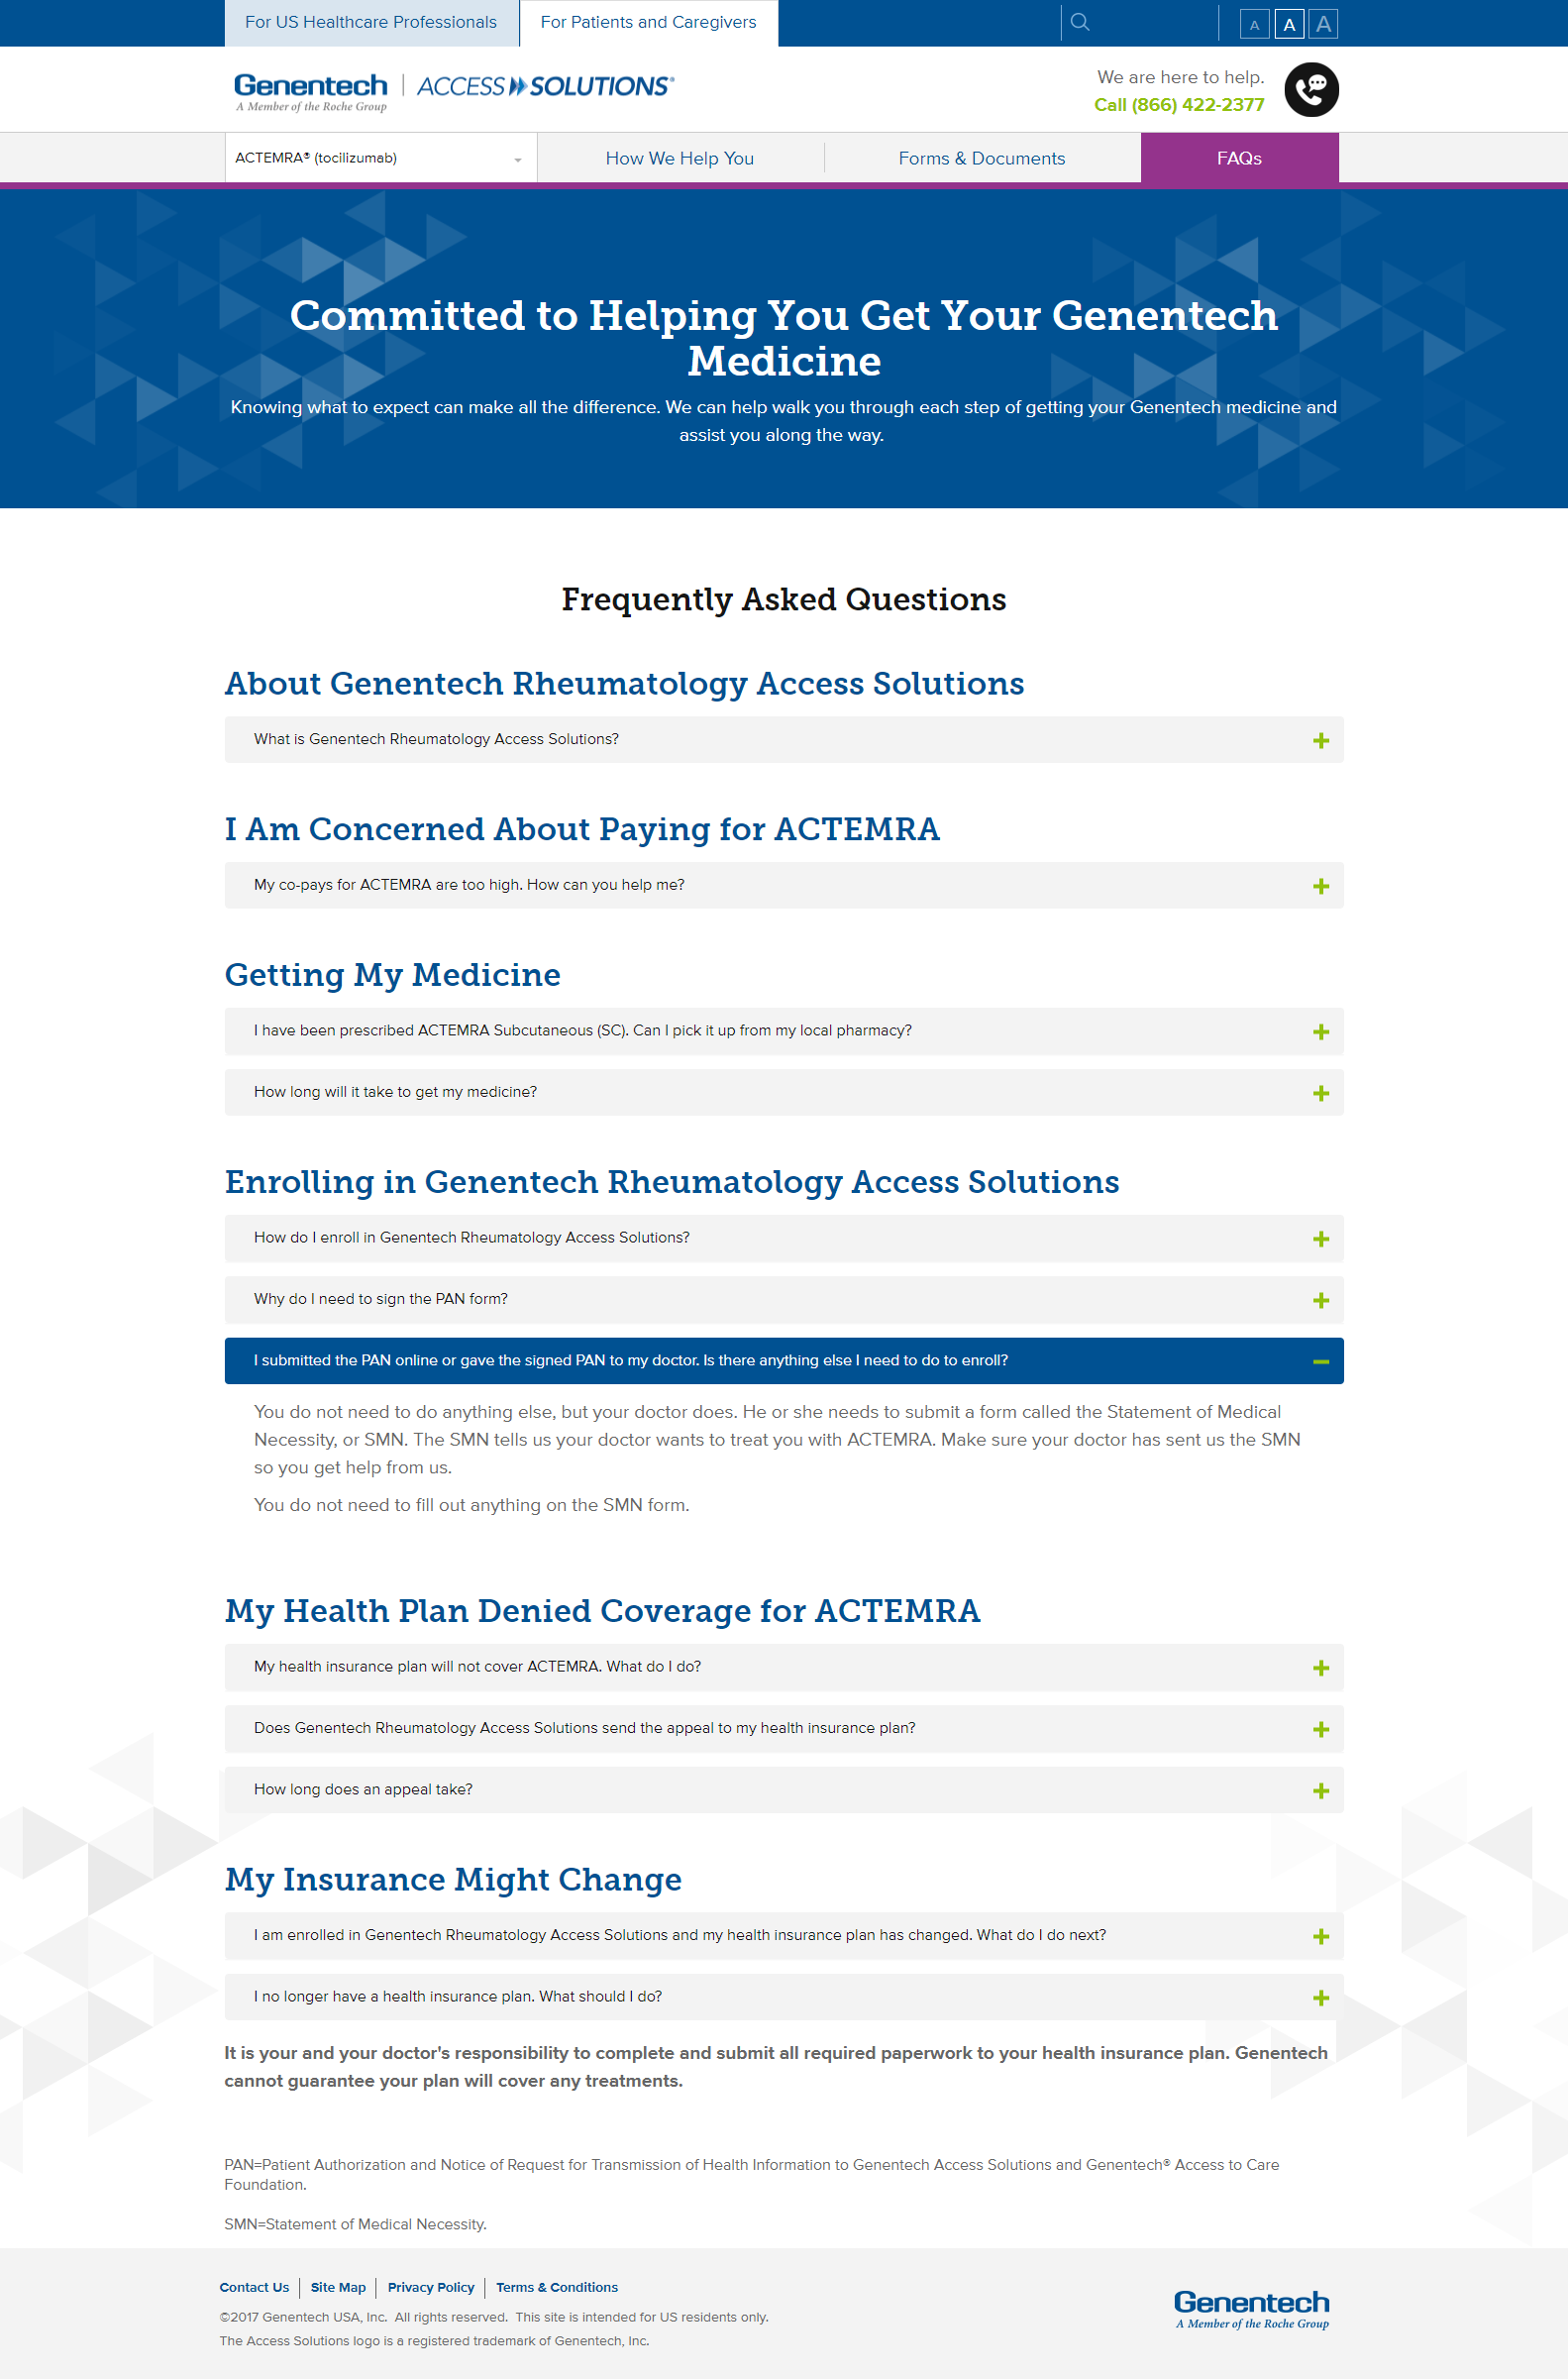 For US Healthcare Professionals
For Patients and Caregivers
A A A
Genentech
A Member of the Roche Group
ACCESS SOLUTIONS®
We are here to help.
Call (866) 422-2377
ACTEMRA® (tocilizumab)
How We Help You
Forms & Documents
FAQs
Committed to Helping You Get Your Genentech
Medicine
Knowing what to expect can make all the difference. We can help walk you through each step of getting your Genentech medicine and
assist you along the way.
Frequently Asked Questions
About Genentech Rheumatology Access Solutions
What is Genentech Rheumatology Access Solutions?
I Am Concerned About Paying for ACTEMRA
My co-pays for ACTEMRA are too high. How can you help me?
Getting My Medicine
I have been prescribed ACTEMRA Subcutaneous (SC). Can I pick it up from my local pharmacy?
How long will it take to get my medicine?
Enrolling in Genentech Rheumatology Access Solutions
How do I enroll in Genentech Rheumatology Access Solutions?
Why do I need to sign the PAN form?
I submitted the PAN online or gave the signed PAN to my doctor. Is there anything else I need to do to enroll?
You do not need to do anything else, but your doctor does. He or she needs to submit a form called the Statement of Medical
Necessity, or SMN. The SMN tells us your doctor wants to treat you with ACTEMRA. Make sure your doctor has sent us the SMN
so you get help from us.
You do not need to fill out anything on the SMN form.
My Health Plan Denied Coverage for ACTEMRA
My health insurance plan will not cover ACTEMRA. What do I do?
Does Genentech Rheumatology Access Solutions send the appeal to my health insurance plan?
How long does an appeal take?
My Insurance Might Change
I am enrolled in Genentech Rheumatology Access Solutions and my health insurance plan has changed. What do I do next?
I no longer have a health insurance plan. What should I do?
It is your and your doctor's responsibility to complete and submit all required paperwork to your health insurance plan. Genentech
cannot guarantee your plan will cover any treatments.
PAN=Patient Authorization and Notice of Request for Transmission of Health Information to Genentech Access Solutions and Genentech® Access to Care
Foundation.
SMN=Statement of Medical Necessity.
Contact Us | Site Map | Privacy Policy | Terms & Conditions
©2017 Genentech USA, Inc. All rights reserved. This site is intended for US residents only.
The Access Solutions logo is a registered trademark of Genentech, Inc.
Genentech
A Member of the Roche Group